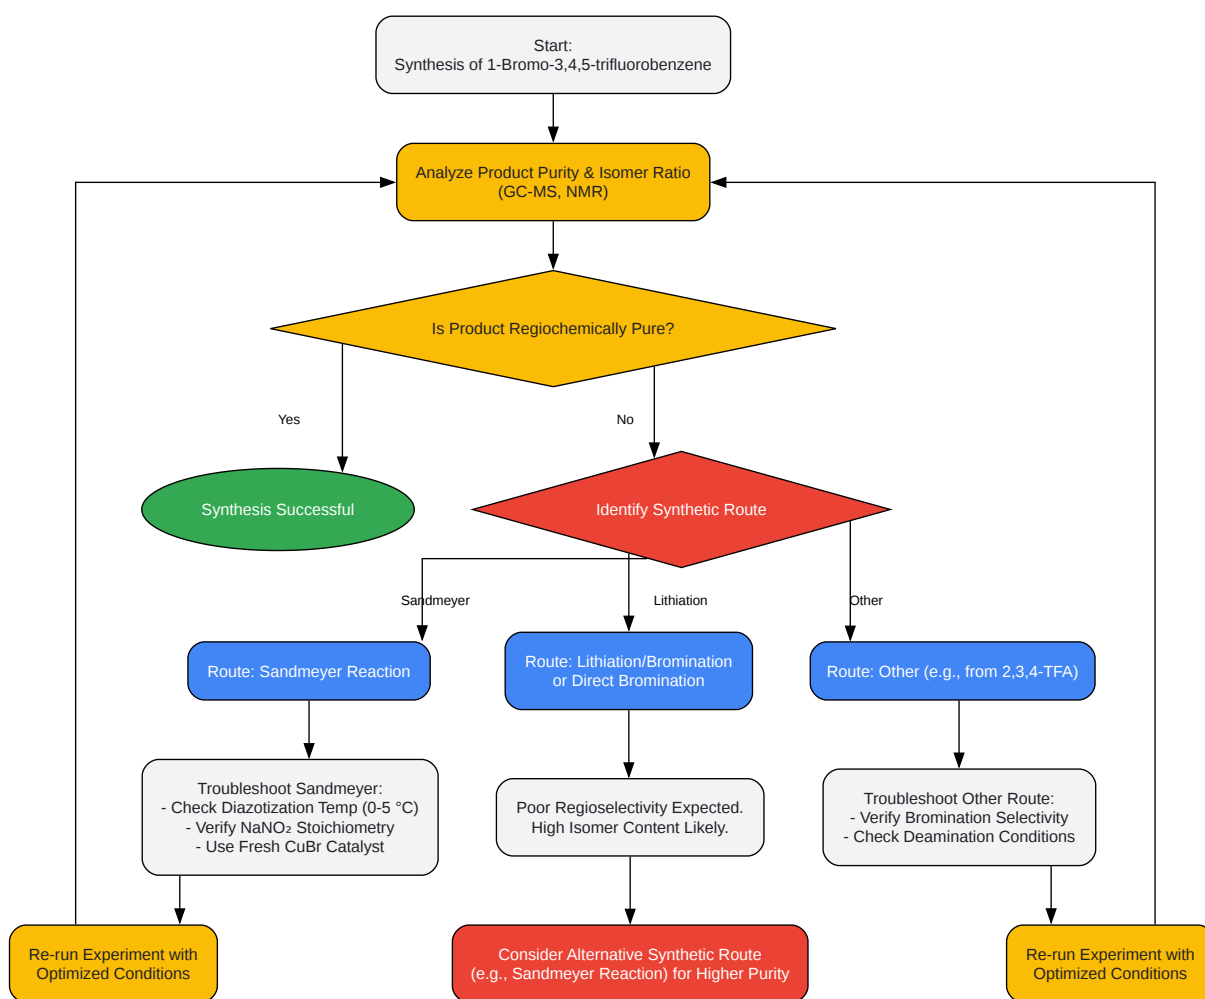 Start:
Synthesis of 1-Bromo-3,4,5-trifluorobenzene
Analyze Product Purity & Isomer Ratio
(GC-MS, NMR)
Is Product Regiochemically Pure?
Yes
No
Synthesis Successful
Identify Synthetic Route
Sandmeyer
Lithiation
Other
Route: Sandmeyer Reaction
Route: Lithiation/Bromination
or Direct Bromination
Route: Other (e.g., from 2,3,4-TFA)
Troubleshoot Sandmeyer:
- Check Diazotization Temp (0-5 °C)
- Verify NaNO₂ Stoichiometry
- Use Fresh CuBr Catalyst
Poor Regioselectivity Expected.
High Isomer Content Likely.
Troubleshoot Other Route:
- Verify Bromination Selectivity
- Check Deamination Conditions
Re-run Experiment with
Optimized Conditions
Consider Alternative Synthetic Route
(e.g., Sandmeyer Reaction) for Higher Purity
Re-run Experiment with
Optimized Conditions